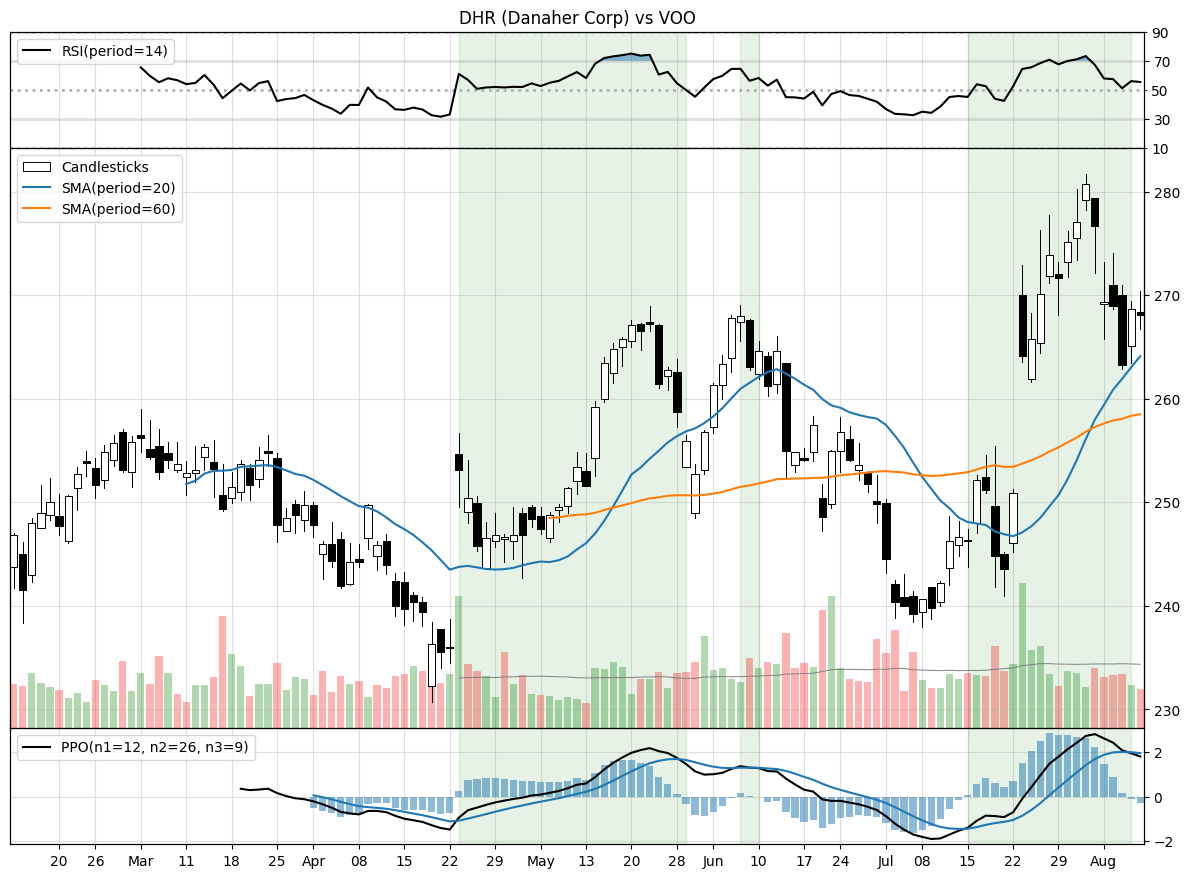 DHR (Danaher Corp) vs VOO
RSI(period=14)
90
70
50
30
10
Candlesticks
SMA(period=20)
SMA(period=60)
280
270
260
250
240
230
PPO(n1=12, n2=26, n3=9)
2
0
−2
20 26 Mar 11 18 25 Apr 08 15 22 29 May 13 20 28 Jun 10 17 24 Jul 08 15 22 29 Aug